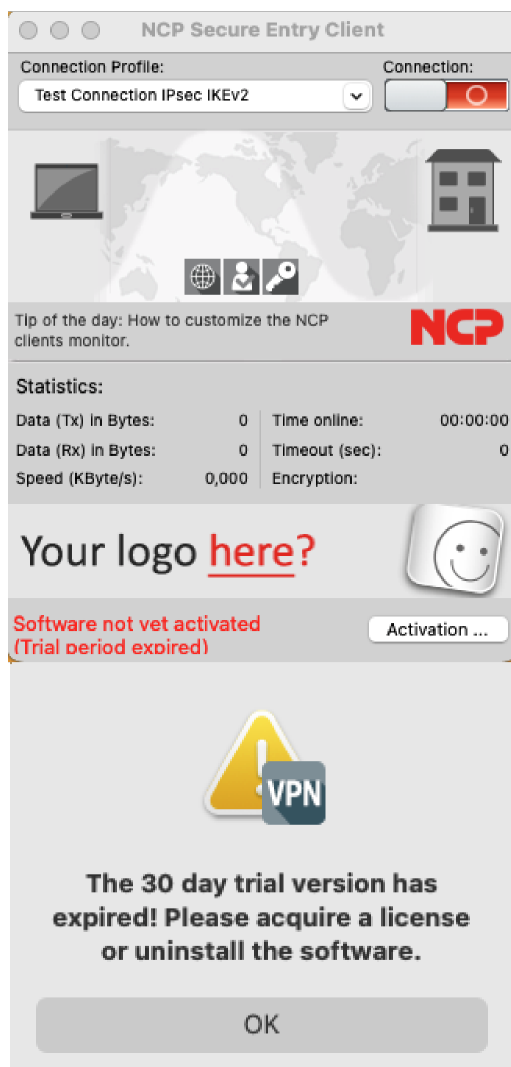 NCP Secure Entry Client
Connection Profile:
Connection:
Test Connection IPsec IKEv2
Tip of the day: How to customize the NCP
clients monitor.
NCP
Statistics:
Data (Tx) in Bytes: 0
Time online: 00:00:00
Data (Rx) in Bytes: 0
Timeout (sec): 0
Speed (KByte/s): 0,000
Encryption:
Your logo here?
Software not yet activated
(Trial period expired)
Activation ...
VPN
The 30 day trial version has
expired! Please acquire a license
or uninstall the software.
OK